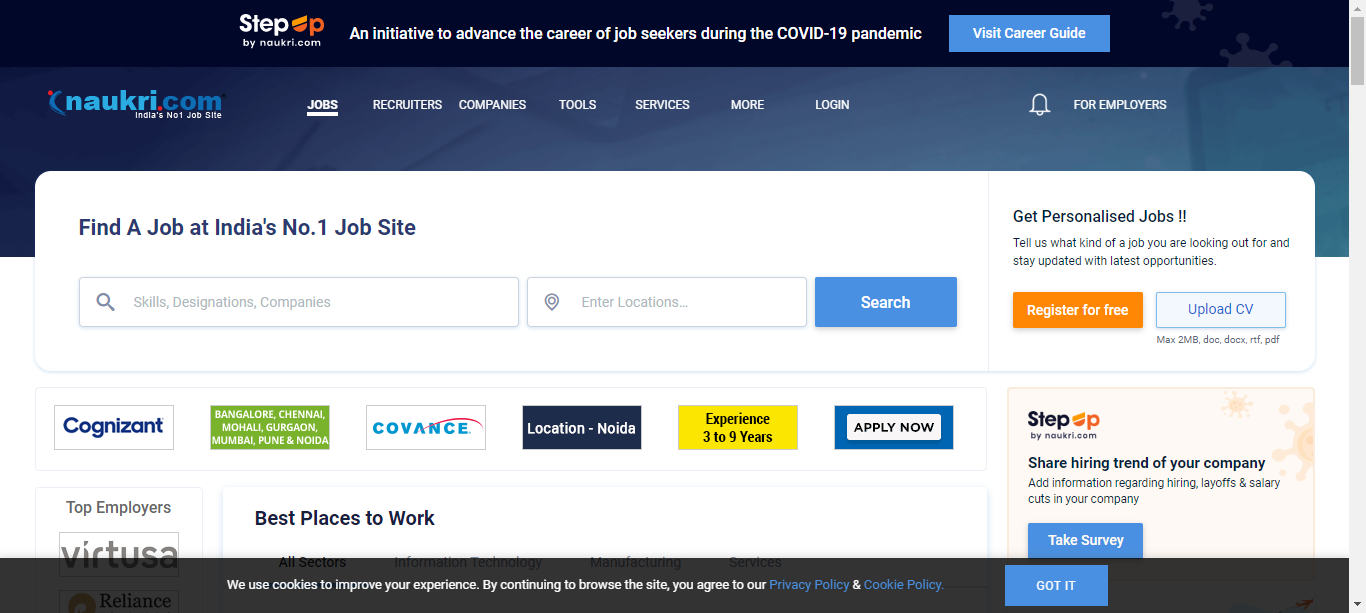 StepUp
by naukri.com
An initiative to advance the career of job seekers during the COVID-19 pandemic
Visit Career Guide
naukri.com
India's No1 Job Site
JOBS
RECRUITERS
COMPANIES
TOOLS
SERVICES
MORE
LOGIN
FOR EMPLOYERS
Find A Job at India's No.1 Job Site
Skills, Designations, Companies
Enter Locations...
Search
Get Personalised Jobs !!
Tell us what kind of a job you are looking out for and
stay updated with latest opportunities.
Register for free
Upload CV
Max 2MB, doc, docx, rtf, pdf
Cognizant
BANGALORE, CHENNAI,
MOHALI, GURGAON,
MUMBAI, PUNE & NOIDA
COVANCE
Location - Noida
Experience
3 to 9 Years
APPLY NOW
StepUp
by naukri.com
Share hiring trend of your company
Add information regarding hiring, layoffs & salary
cuts in your company
Take Survey
Top Employers
virtusa
Reliance
Best Places to Work
All Sectors
Information Technology
Manufacturing
Services
We use cookies to improve your experience. By continuing to browse the site, you agree to our Privacy Policy & Cookie Policy.
GOT IT